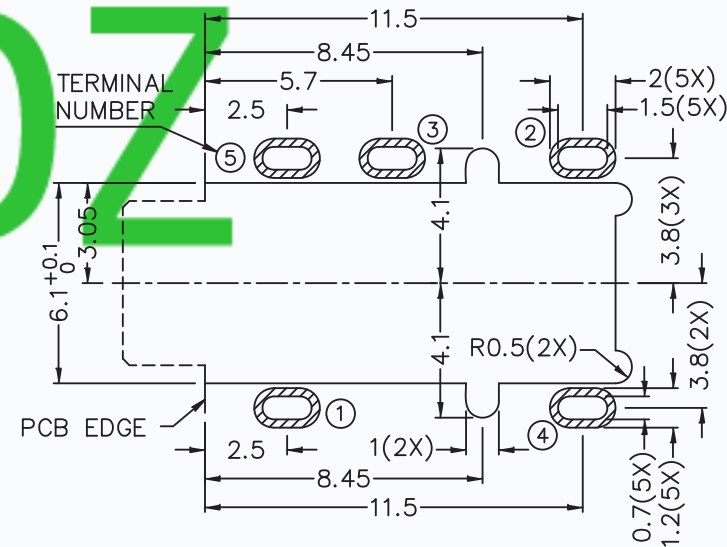 OZ
11.5
8.45
5.7
2.5
TERMINAL
NUMBER
2(5X)
1.5(5X)
5
3
2
4.1
3.8(3X)
3.05
6.1 +0.1 0
4.1
R0.5(2X)
3.8(2X)
PCB EDGE
1
4
2.5
1(2X)
8.45
11.5
0.7(5X)
1.2(5X)